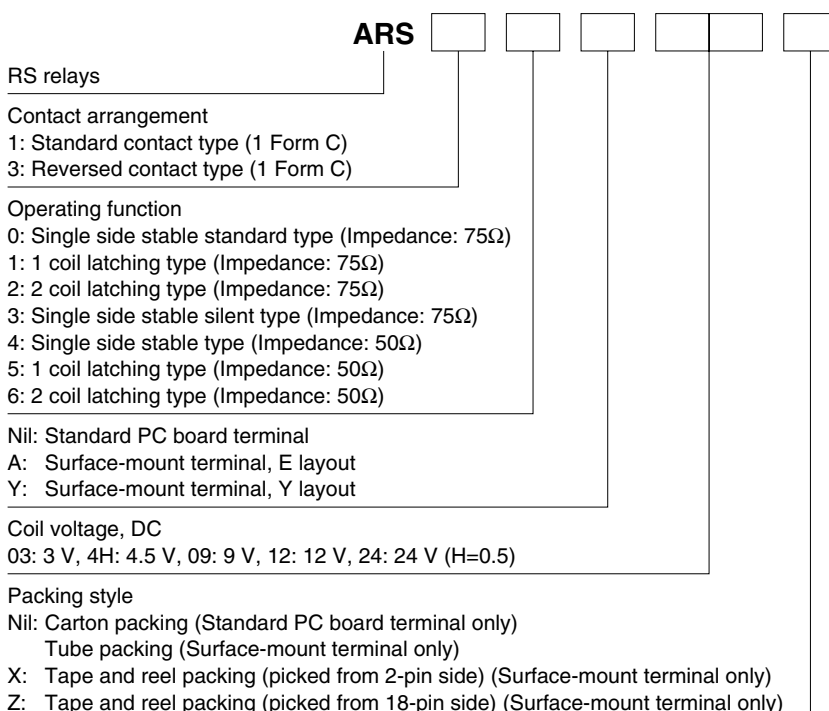 ARS
RS relays
Contact arrangement
1: Standard contact type (1 Form C)
3: Reversed contact type (1 Form C)
Operating function
0: Single side stable standard type (Impedance: 75Ω)
1: 1 coil latching type (Impedance: 75Ω)
2: 2 coil latching type (Impedance: 75Ω)
3: Single side stable silent type (Impedance: 75Ω)
4: Single side stable type (Impedance: 50Ω)
5: 1 coil latching type (Impedance: 50Ω)
6: 2 coil latching type (Impedance: 50Ω)
Nil: Standard PC board terminal
A: Surface-mount terminal, E layout
Y: Surface-mount terminal, Y layout
Coil voltage, DC
03: 3 V, 4H: 4.5 V, 09: 9 V, 12: 12 V, 24: 24 V (H=0.5)
Packing style
Nil: Carton packing (Standard PC board terminal only)
Tube packing (Surface-mount terminal only)
X: Tape and reel packing (picked from 2-pin side) (Surface-mount terminal only)
Z: Tape and reel packing (picked from 18-pin side) (Surface-mount terminal only)